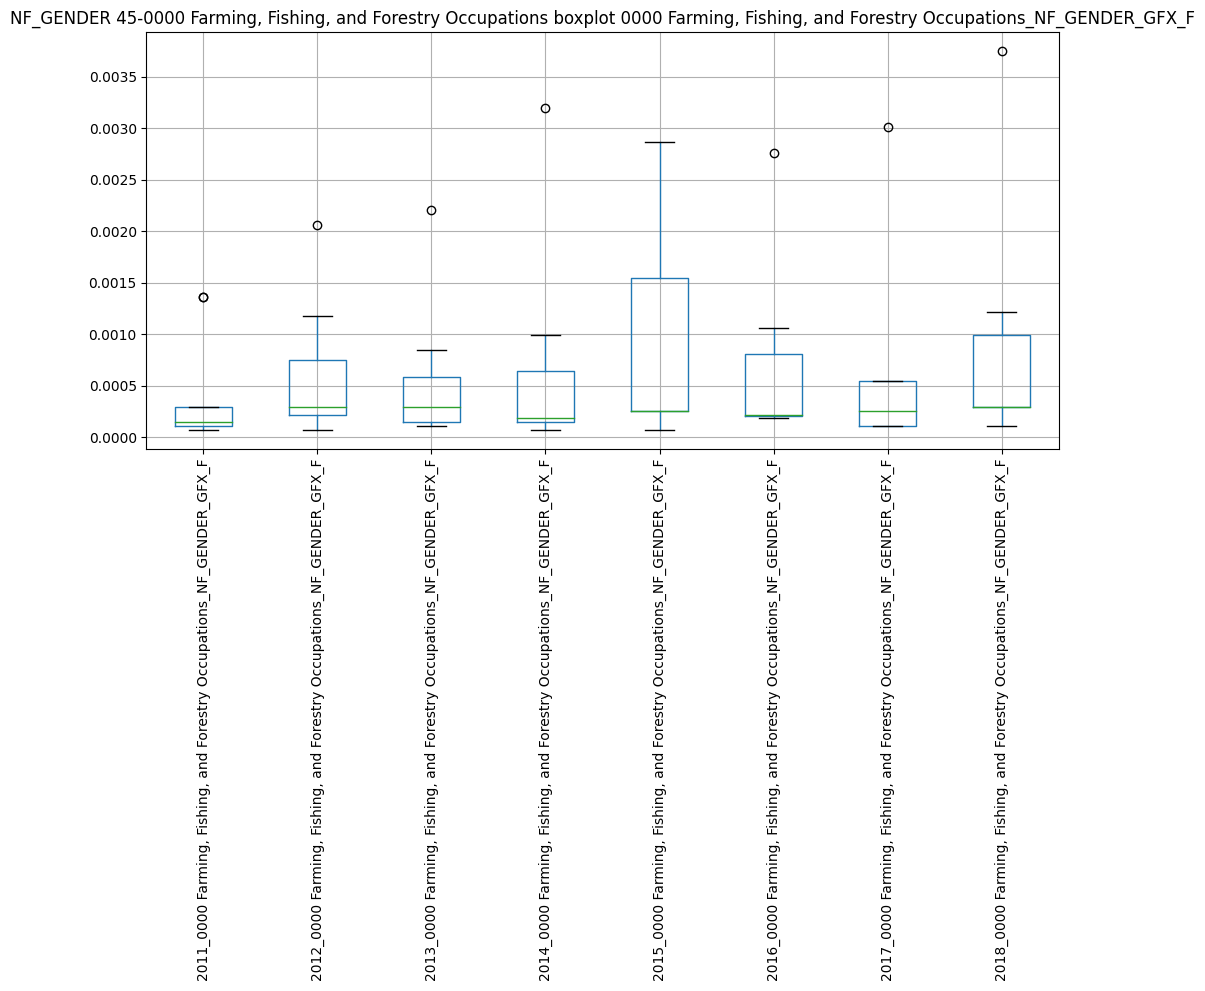 NF_GENDER 45-0000 Farming, Fishing, and Forestry Occupations boxplot 0000 Farming, Fishing, and Forestry Occupations_NF_GENDER_GFX_F
0.0035
0.0030
0.0025
0.0020
0.0015
0.0010
0.0005
0.0000
2011_0000 Farming, Fishing, and Forestry Occupations_NF_GENDER_GFX_F
2012_0000 Farming, Fishing, and Forestry Occupations_NF_GENDER_GFX_F
2013_0000 Farming, Fishing, and Forestry Occupations_NF_GENDER_GFX_F
2014_0000 Farming, Fishing, and Forestry Occupations_NF_GENDER_GFX_F
2015_0000 Farming, Fishing, and Forestry Occupations_NF_GENDER_GFX_F
2016_0000 Farming, Fishing, and Forestry Occupations_NF_GENDER_GFX_F
2017_0000 Farming, Fishing, and Forestry Occupations_NF_GENDER_GFX_F
2018_0000 Farming, Fishing, and Forestry Occupations_NF_GENDER_GFX_F